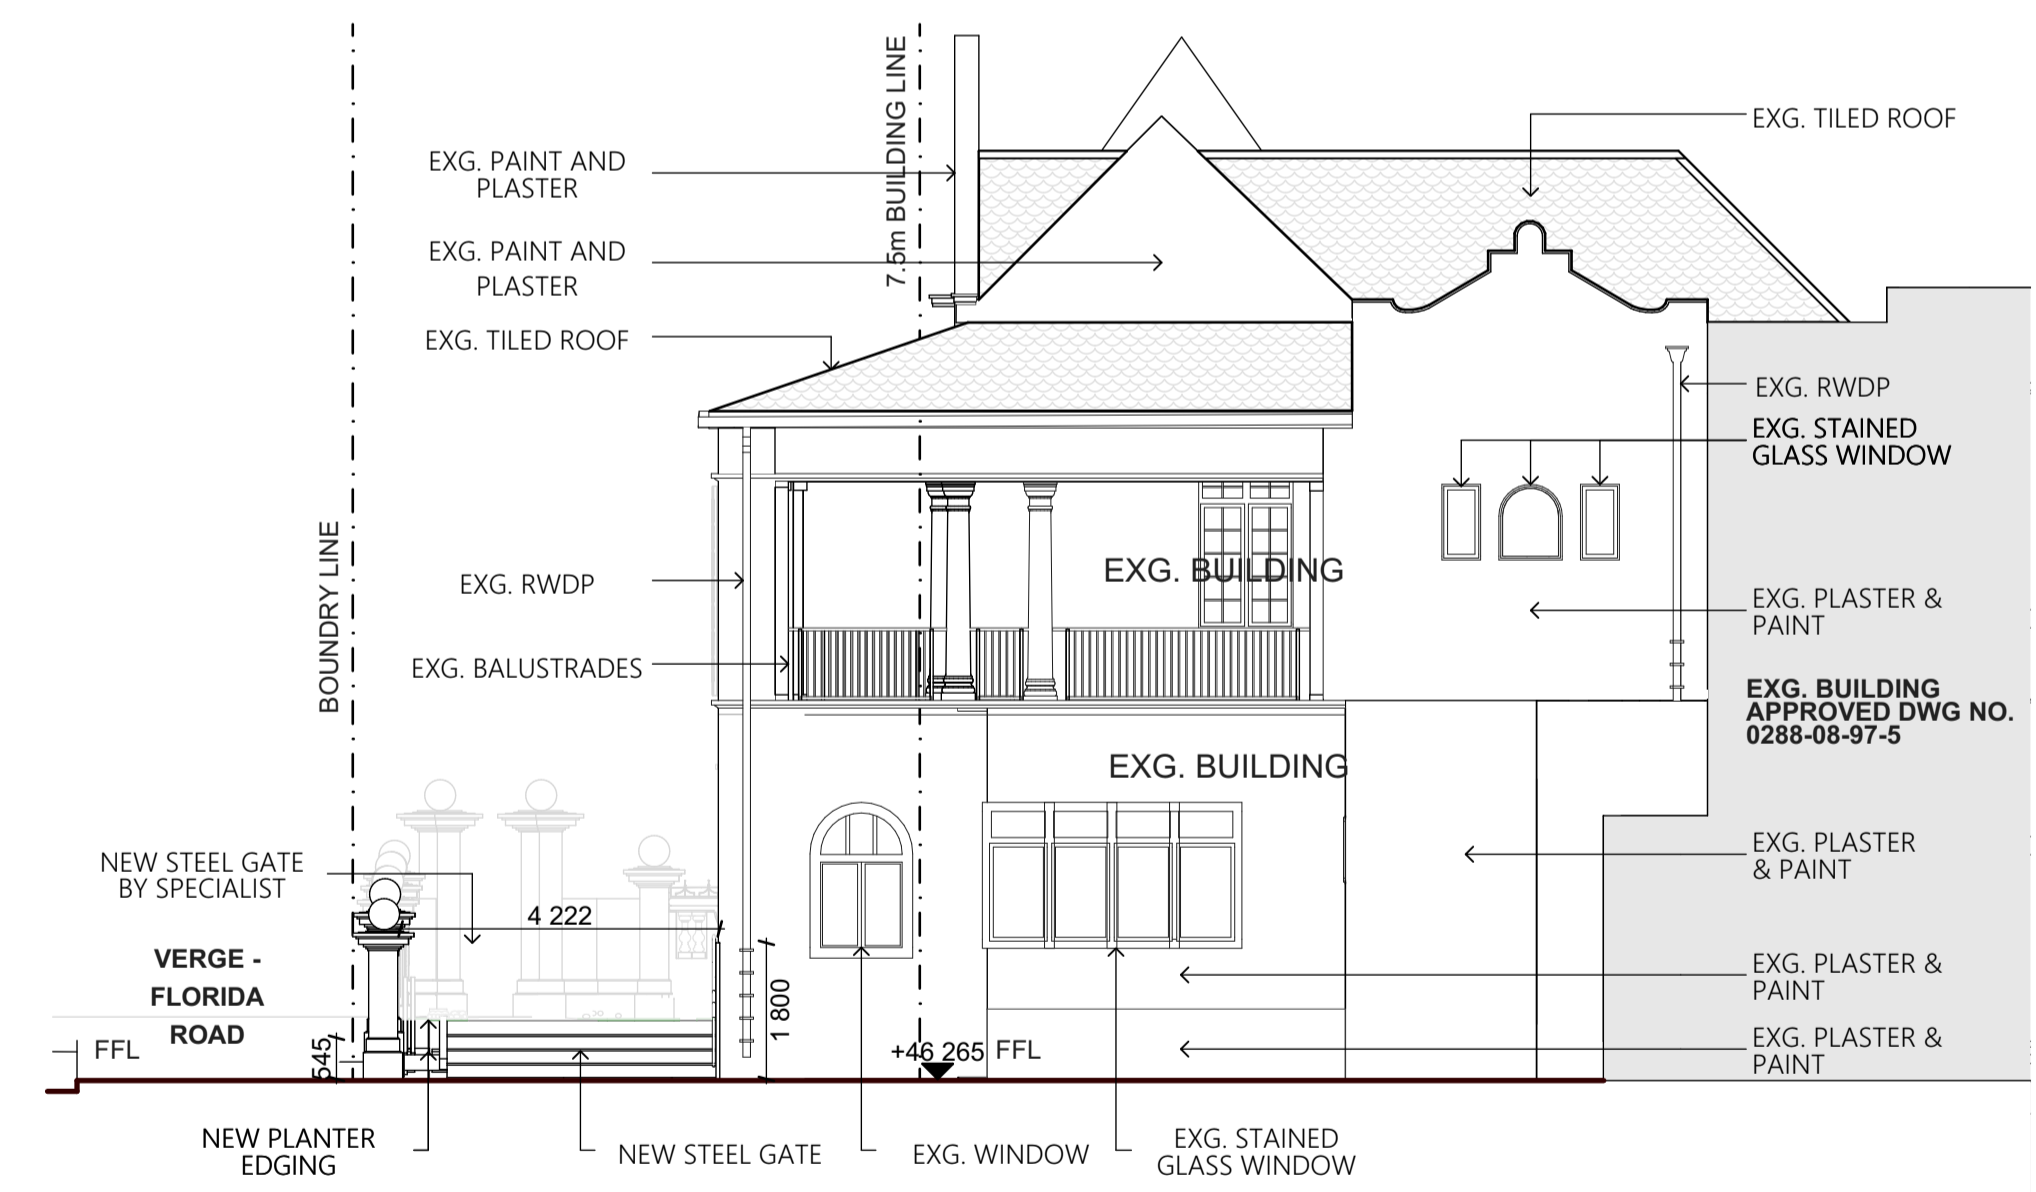 7.5m BUILDING LINE
BOUNDRY LINE
EXG. PAINT AND
PLASTER
EXG. PAINT AND
PLASTER
EXG. TILED ROOF
EXG. RWDP
EXG. BALUSTRADES
NEW STEEL GATE
BY SPECIALIST
VERGE -
FLORIDA
ROAD
FFL
545
4 222
1 800
+46 265 FFL
EXG. BUILDING
EXG. BUILDING
EXG. TILED ROOF
EXG. RWDP
EXG. STAINED
GLASS WINDOW
EXG. PLASTER &
PAINT
EXG. BUILDING
APPROVED DWG NO.
0288-08-97-5
EXG. PLASTER
& PAINT
EXG. PLASTER &
PAINT
EXG. PLASTER &
PAINT
NEW PLANTER
EDGING
NEW STEEL GATE
EXG. WINDOW
EXG. STAINED
GLASS WINDOW